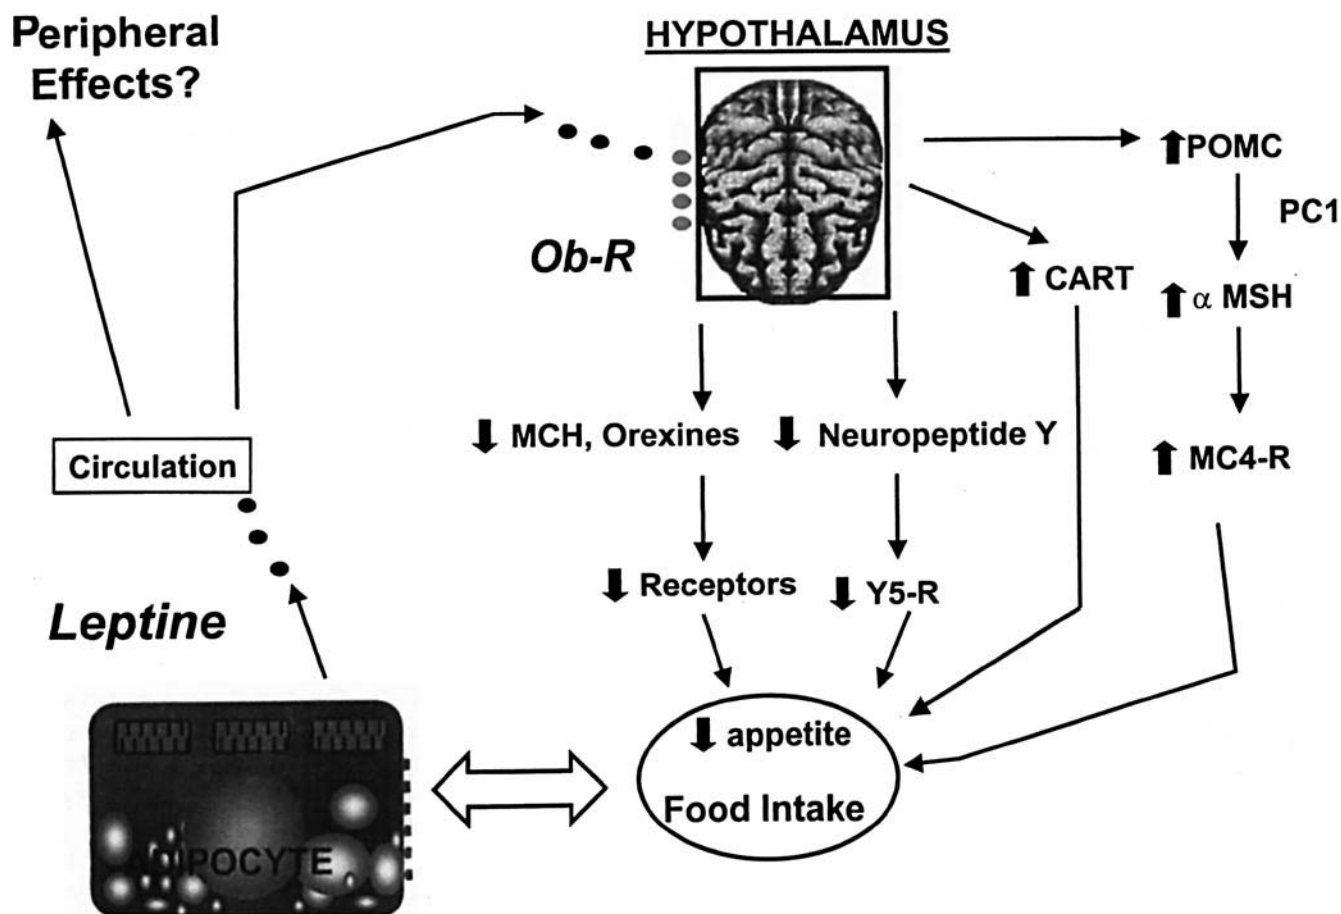 Peripheral
Effects?
HYPOTHALAMUS
⬆POMC
PC1
Ob-R
⬆ CART
⬆ α MSH
⬇ MCH, Orexines
⬇ Neuropeptide Y
⬆ MC4-R
Circulation
⬇ Receptors
⬇ Y5-R
Leptine
⬇ appetite
Food Intake
ADIPOCYTE